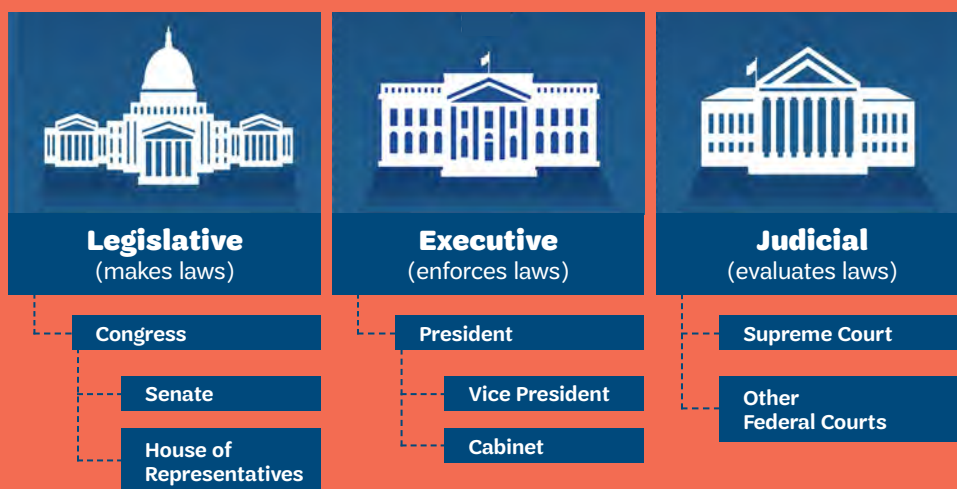 Legislative
(makes laws)
Congress
Senate
House of
Representatives
Executive
(enforces laws)
President
Vice President
Cabinet
Judicial
(evaluates laws)
Supreme Court
Other
Federal Courts